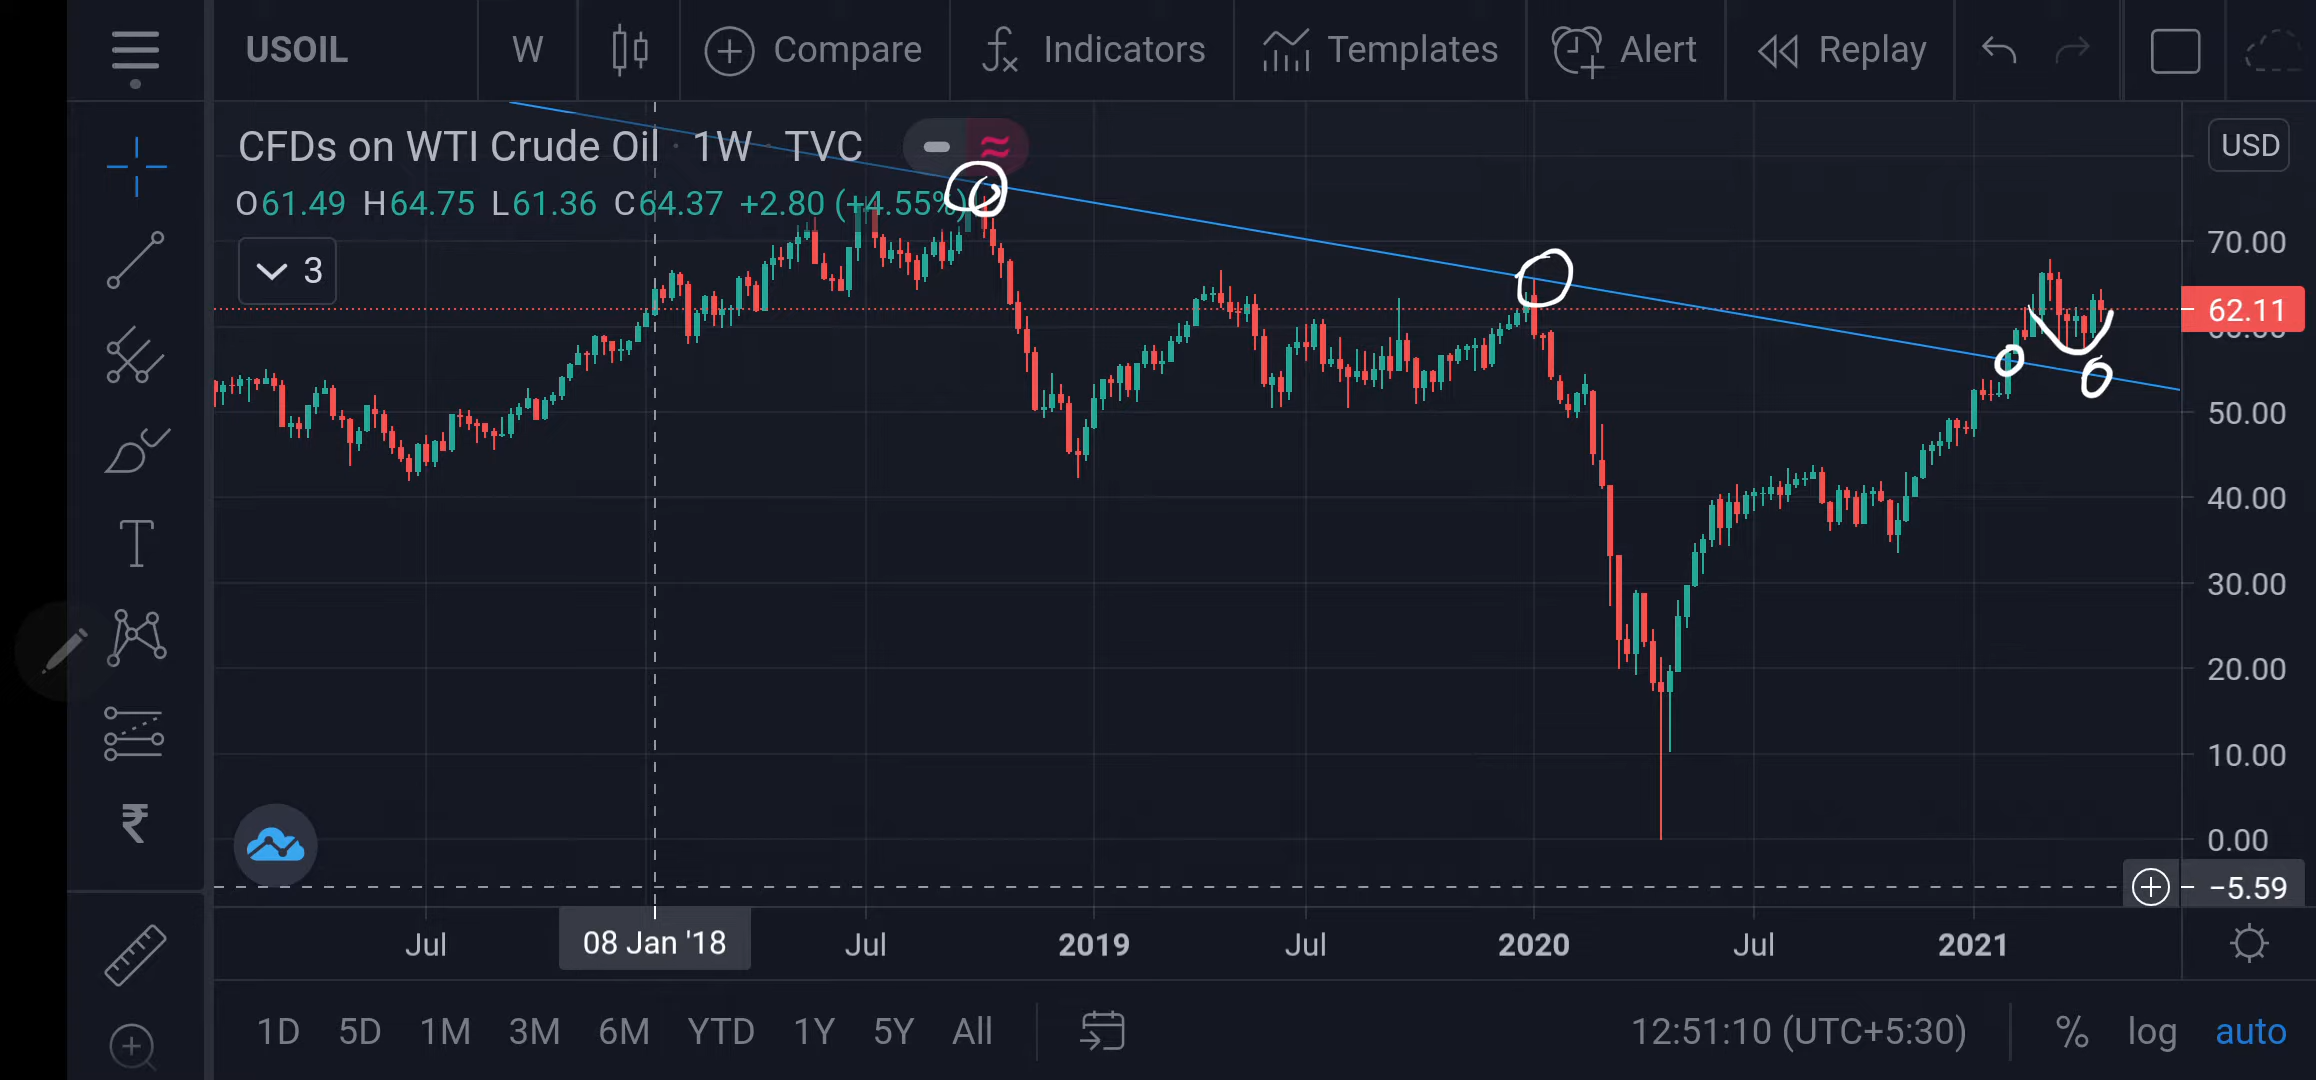 USOIL W Compare Indicators Templates Alert Replay
CFDs on WTI Crude Oil · 1W · TVC
USD
O61.49 H64.75 L61.36 C64.37 +2.80 (+4.55%)
3
70.00
62.11
60.00
50.00
40.00
30.00
20.00
10.00
0.00
−5.59
Jul 08 Jan '18 Jul 2019 Jul 2020 Jul 2021
1D 5D 1M 3M 6M YTD 1Y 5Y All 12:51:10 (UTC+5:30) % log auto